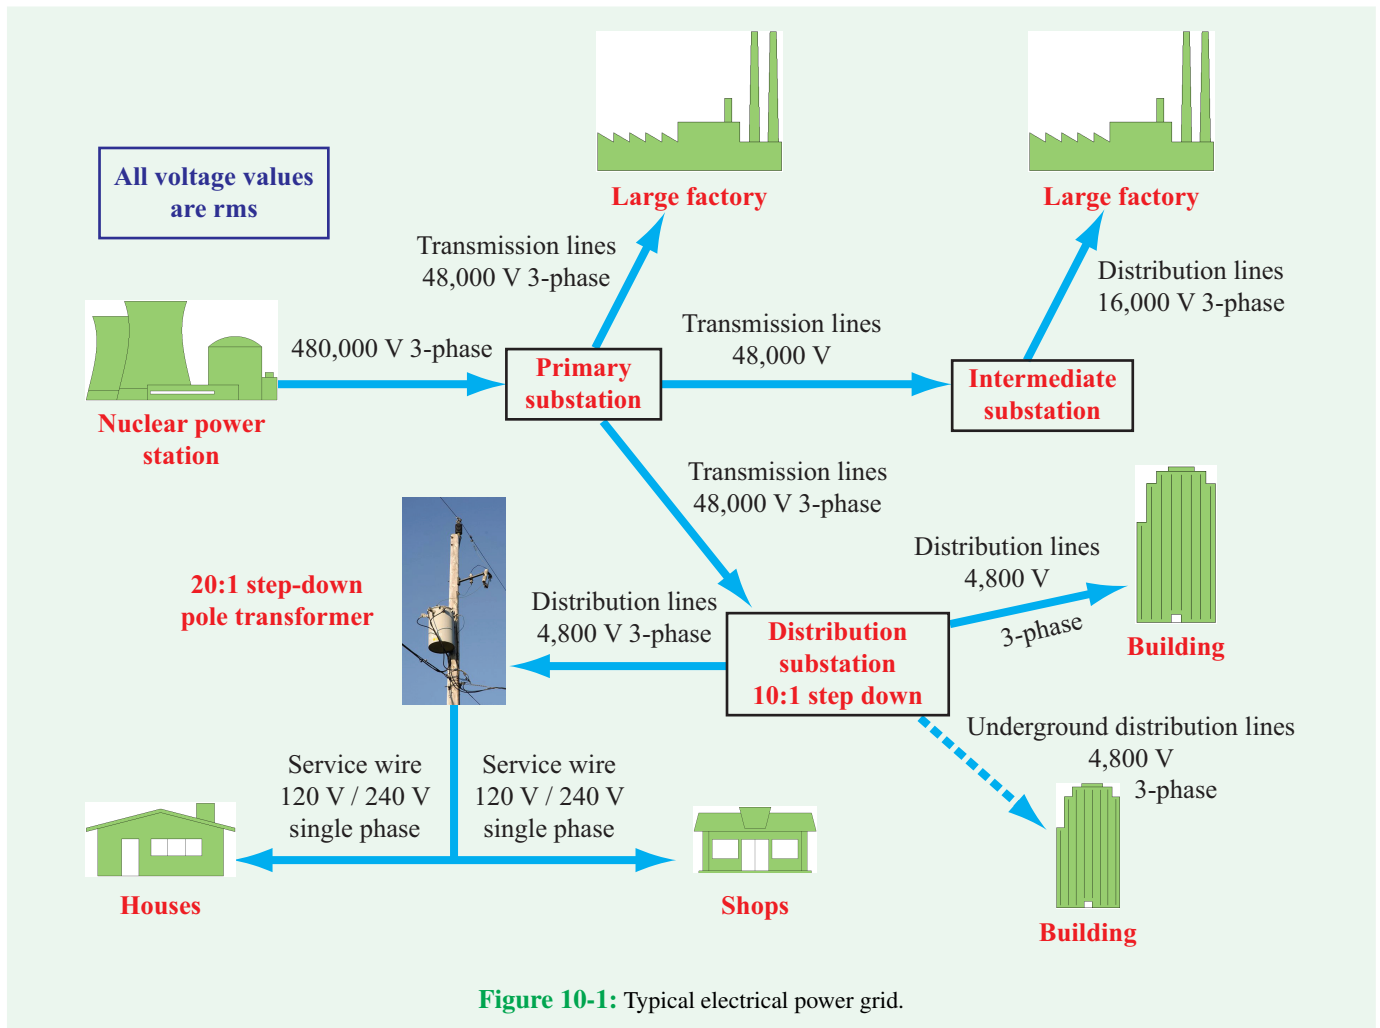 All voltage values
are rms
Large factory
Large factory
Transmission lines
48,000 V 3-phase
Distribution lines
16,000 V 3-phase
480,000 V 3-phase
Transmission lines
48,000 V
Primary
substation
Intermediate
substation
Nuclear power
station
Transmission lines
48,000 V 3-phase
20:1 step-down
pole transformer
Distribution lines
4,800 V 3-phase
Distribution
substation
10:1 step down
Distribution lines
4,800 V
3-phase
Building
Underground distribution lines
4,800 V
3-phase
Building
Service wire
120 V / 240 V
single phase
Service wire
120 V / 240 V
single phase
Houses
Shops
Figure 10-1: Typical electrical power grid.